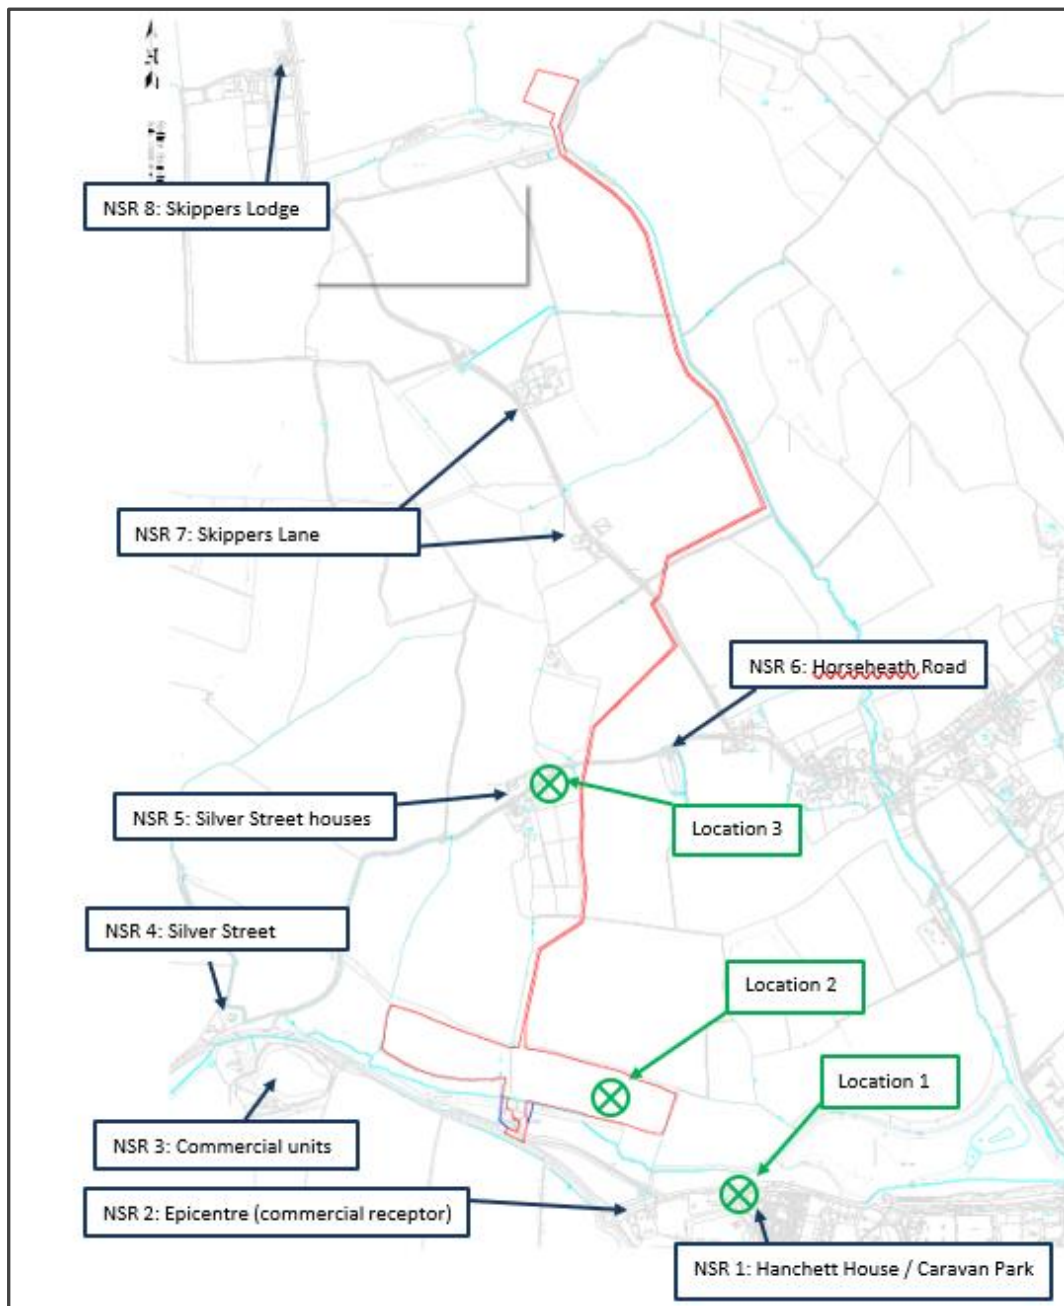 NSR 8: Skippers Lodge
NSR 7: Skippers Lane
NSR 6: Horseheath Road
NSR 5: Silver Street houses
Location 3
NSR 4: Silver Street
Location 2
Location 1
NSR 3: Commercial units
NSR 2: Epicentre (commercial receptor)
NSR 1: Hanchett House / Caravan Park